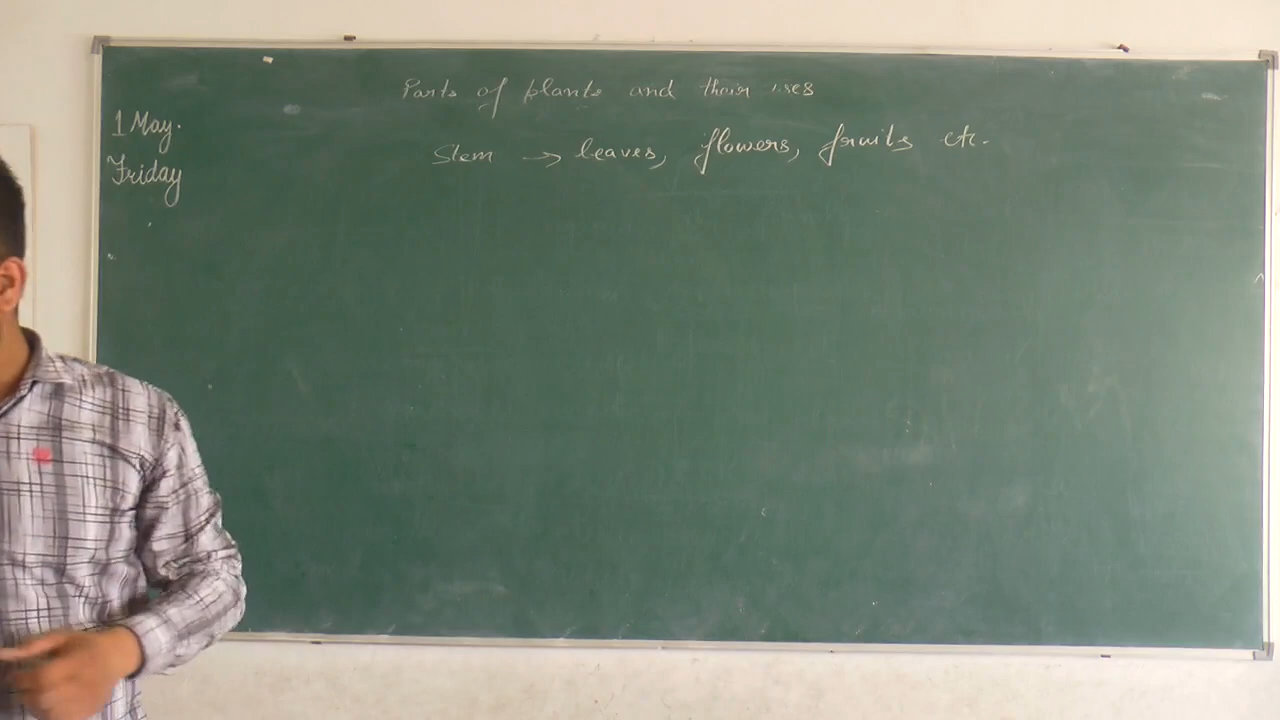 Parts of plants and their uses
1 May.
Friday
Stem → leaves, flowers, fruits etc.